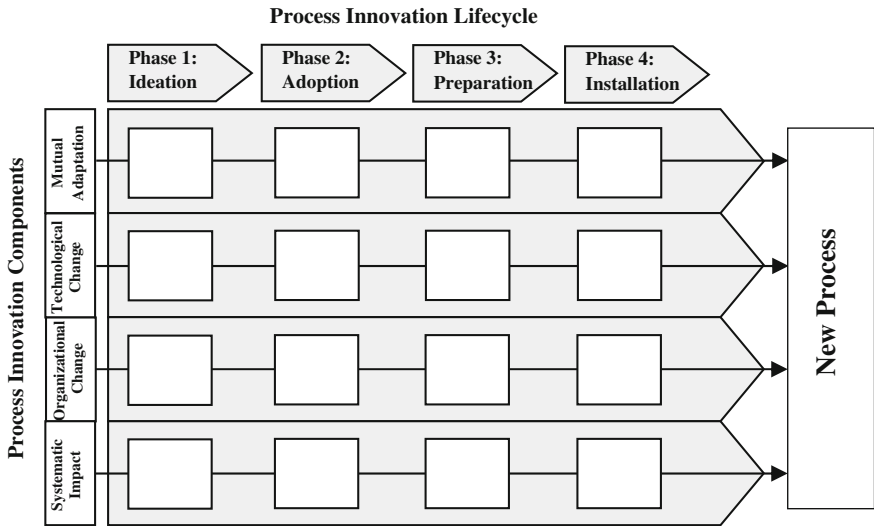 Process Innovation Lifecycle
Phase 1:
Ideation
Phase 2:
Adoption
Phase 3:
Preparation
Phase 4:
Installation
Process Innovation Components
Mutual
Adaptation
Technological
Change
Organizational
Change
Systematic
Impact
New Process